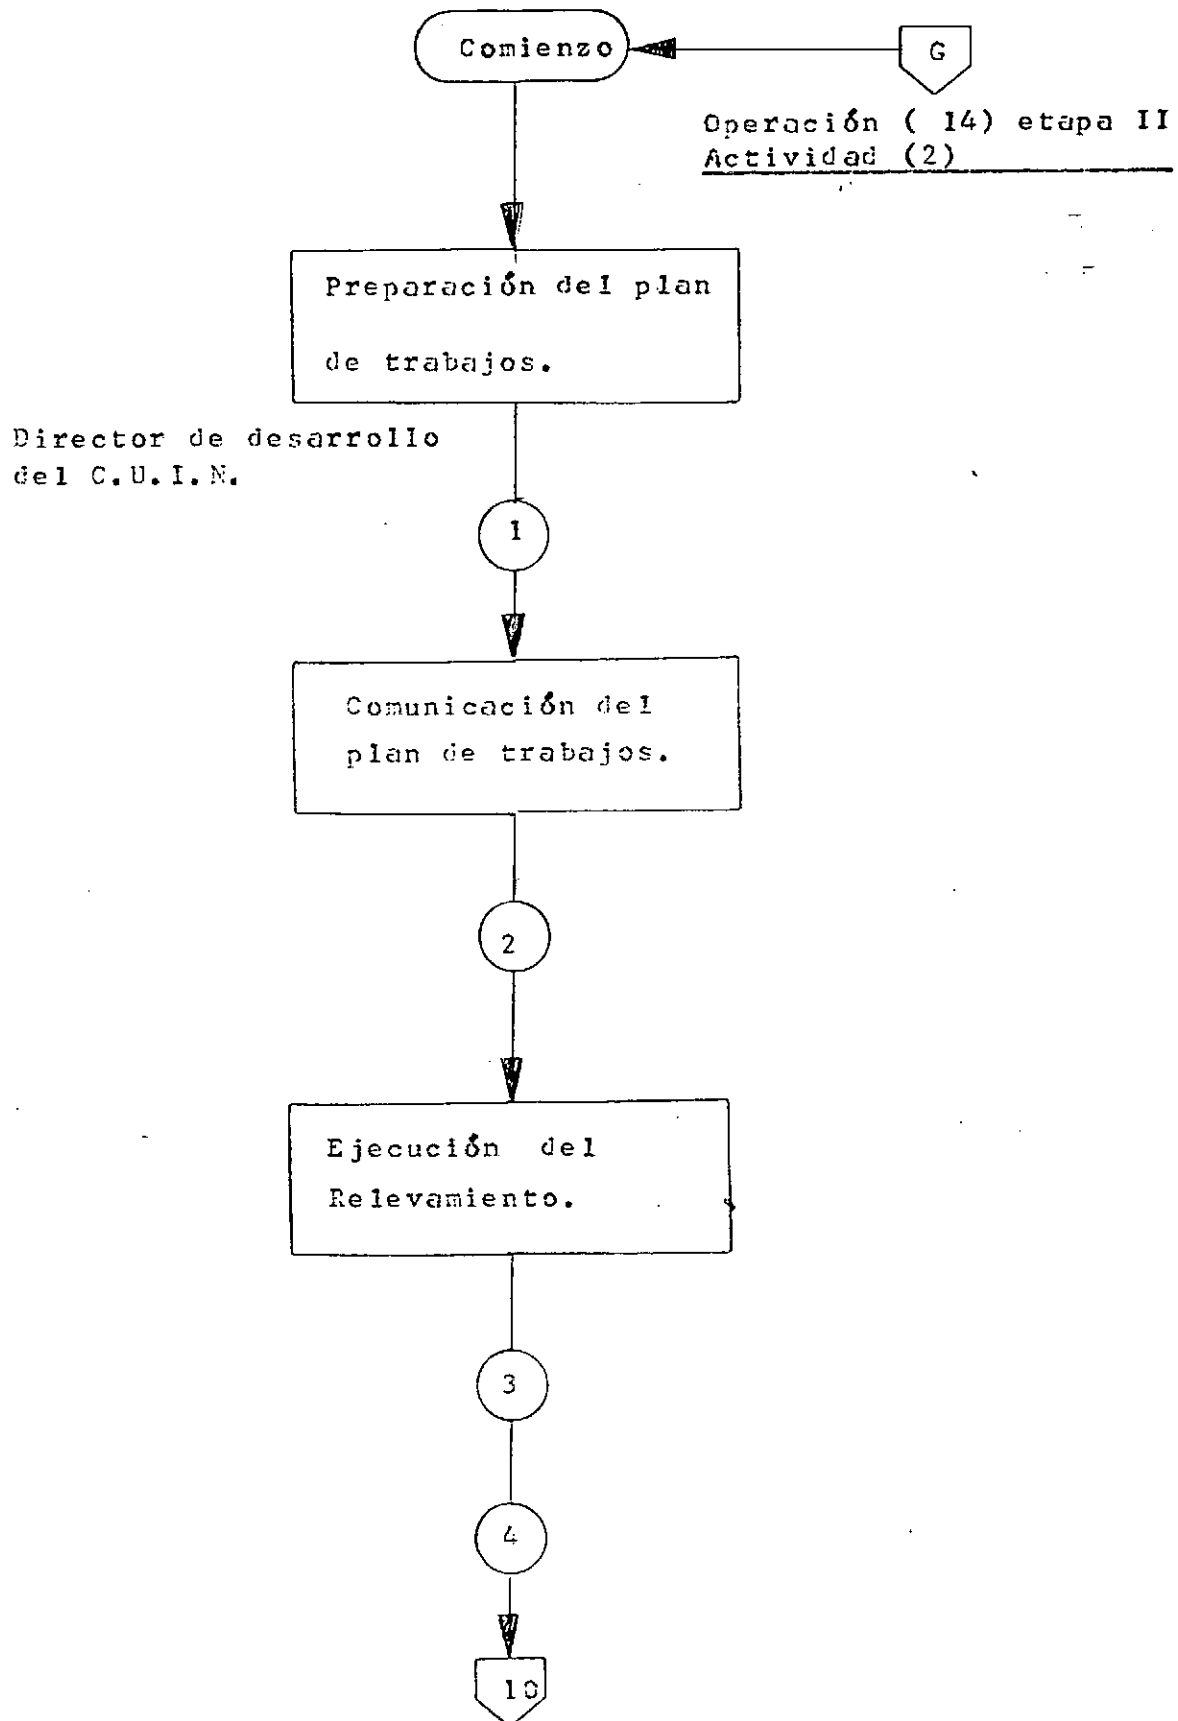 Comienzo
G
Operación ( 14) etapa II
Actividad (2)
Preparación del plan
de trabajos.
Director de desarrollo
del C.U.I.N.
1
Comunicación del
plan de trabajos.
2
Ejecución del
Relevamiento.
3
4
10